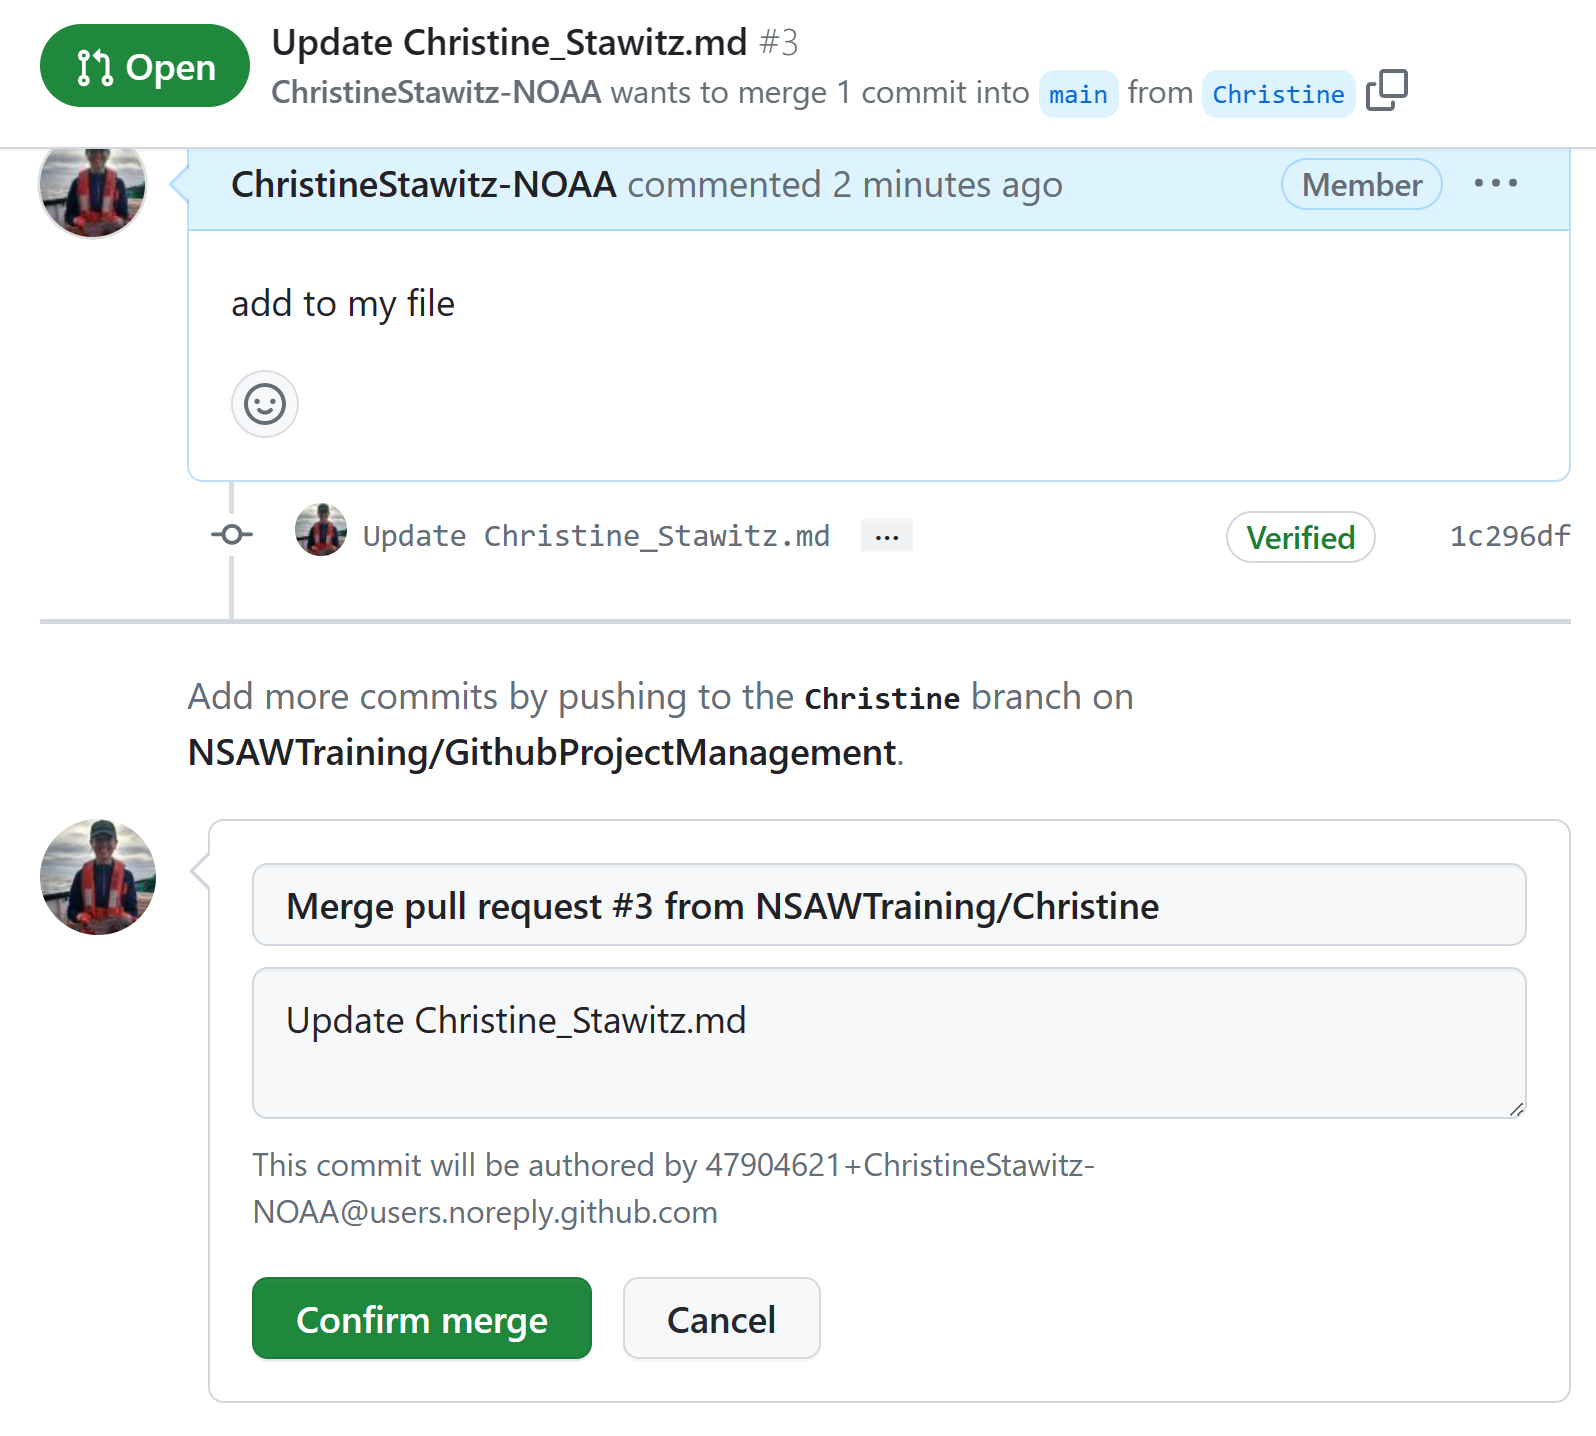 Open
Update Christine_Stawitz.md #3
ChristineStawitz-NOAA wants to merge 1 commit into main from Christine
ChristineStawitz-NOAA commented 2 minutes ago Member ...
add to my file
Update Christine_Stawitz.md ... Verified 1c296df
Add more commits by pushing to the Christine branch on
NSAWTraining/GithubProjectManagement.
Merge pull request #3 from NSAWTraining/Christine
Update Christine_Stawitz.md
This commit will be authored by 47904621+ChristineStawitz-
NOAA@users.noreply.github.com
Confirm merge Cancel